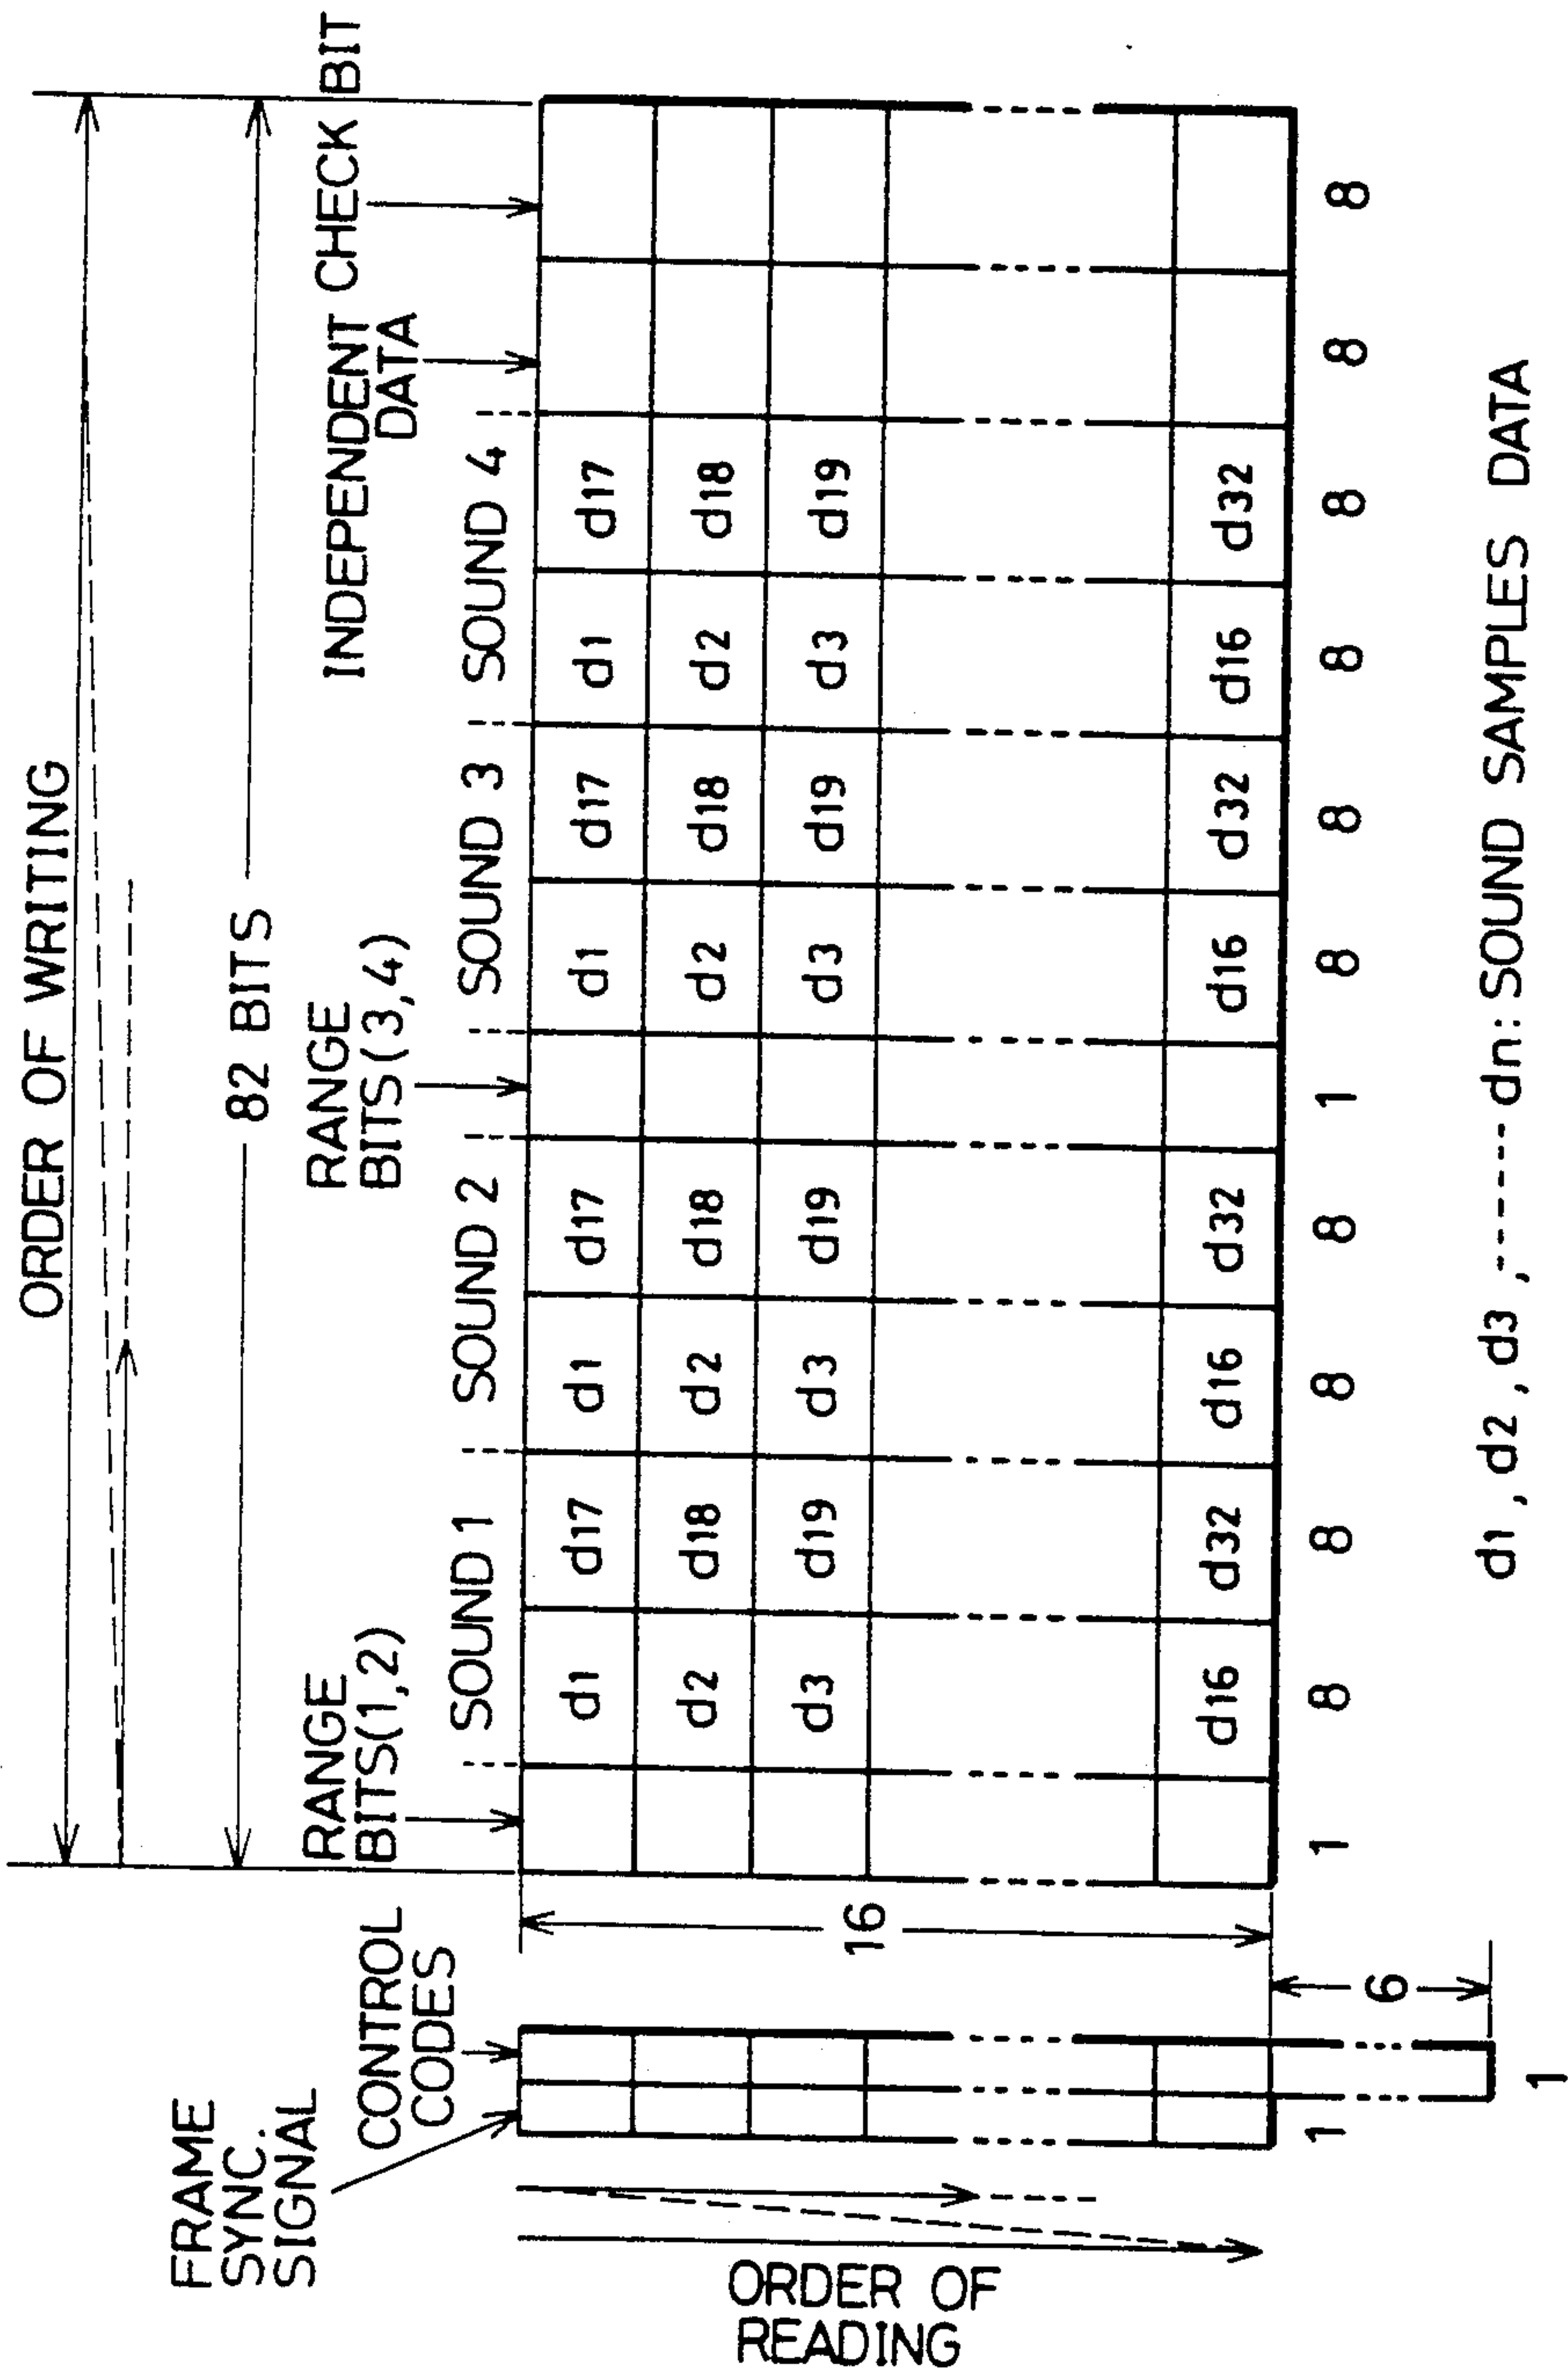 ORDER OF WRITING
82 BITS
FRAME
SYNC.
SIGNAL
CONTROL
CODES
RANGE
BITS(1,2)
RANGE
BITS(3,4)
INDEPENDENT
DATA
CHECK BIT
SOUND 1 SOUND 2 SOUND 3 SOUND 4
d1 d17 d1 d17 d1 d17 d1 d17
d2 d18 d2 d18 d2 d18 d2 d18
d3 d19 d3 d19 d3 d19 d3 d19
16
d16 d32 d16 d32 d16 d32 d16 d32
1 1 8 8 8 8 1 8 8 8 8 8 8
6
1
ORDER OF
READING
d1, d2, d3, ------ dn: SOUND SAMPLES DATA